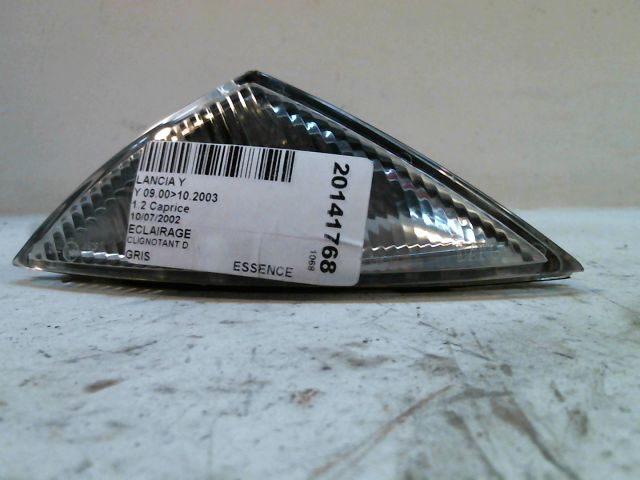 LANCIA Y
Y 09.00>10.2003
1.2 Caprice
10/07/2002
ECLAIRAGE
CLIGNOTANT D
GRIS
ESSENCE
20141768
1068